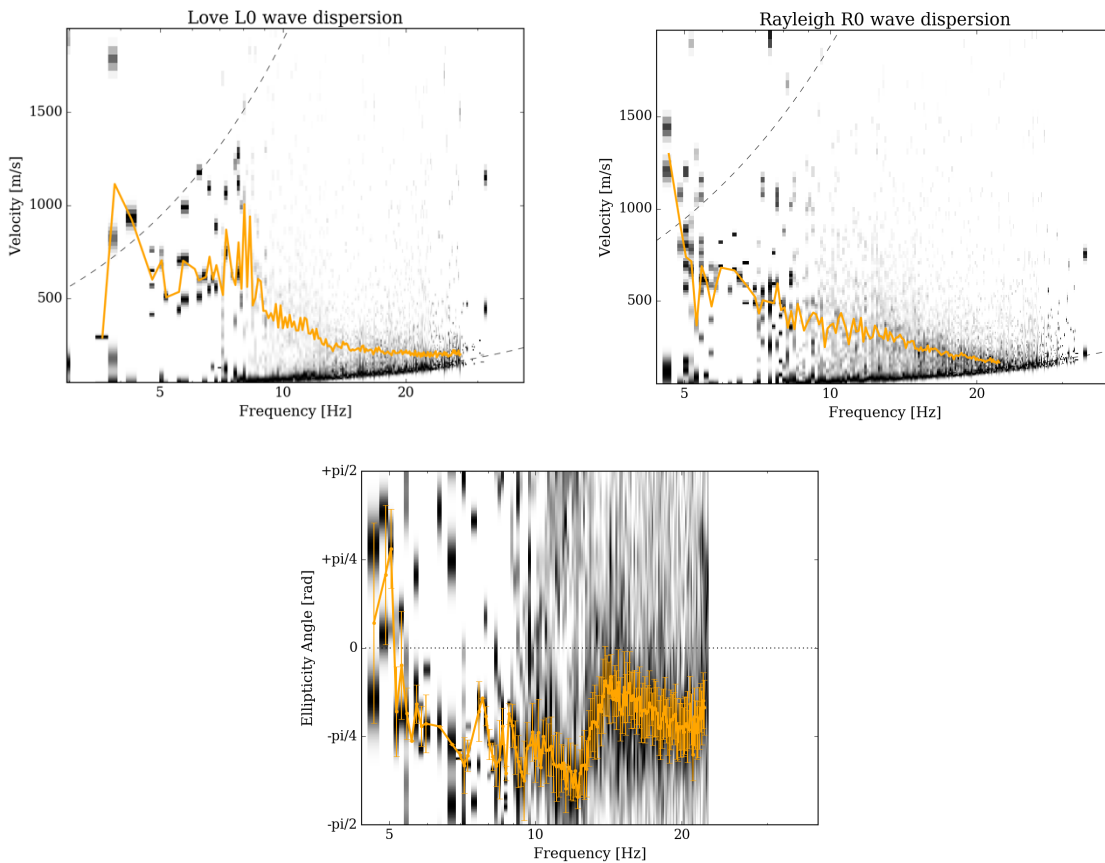 Love L0 wave dispersion
1500
1000
500
Velocity [m/s]
5
10
20
Frequency [Hz]
Rayleigh R0 wave dispersion
1500
1000
500
Velocity [m/s]
5
10
20
Frequency [Hz]
+pi/2
+pi/4
0
-pi/4
-pi/2
Ellipticity Angle [rad]
5
10
20
Frequency [Hz]